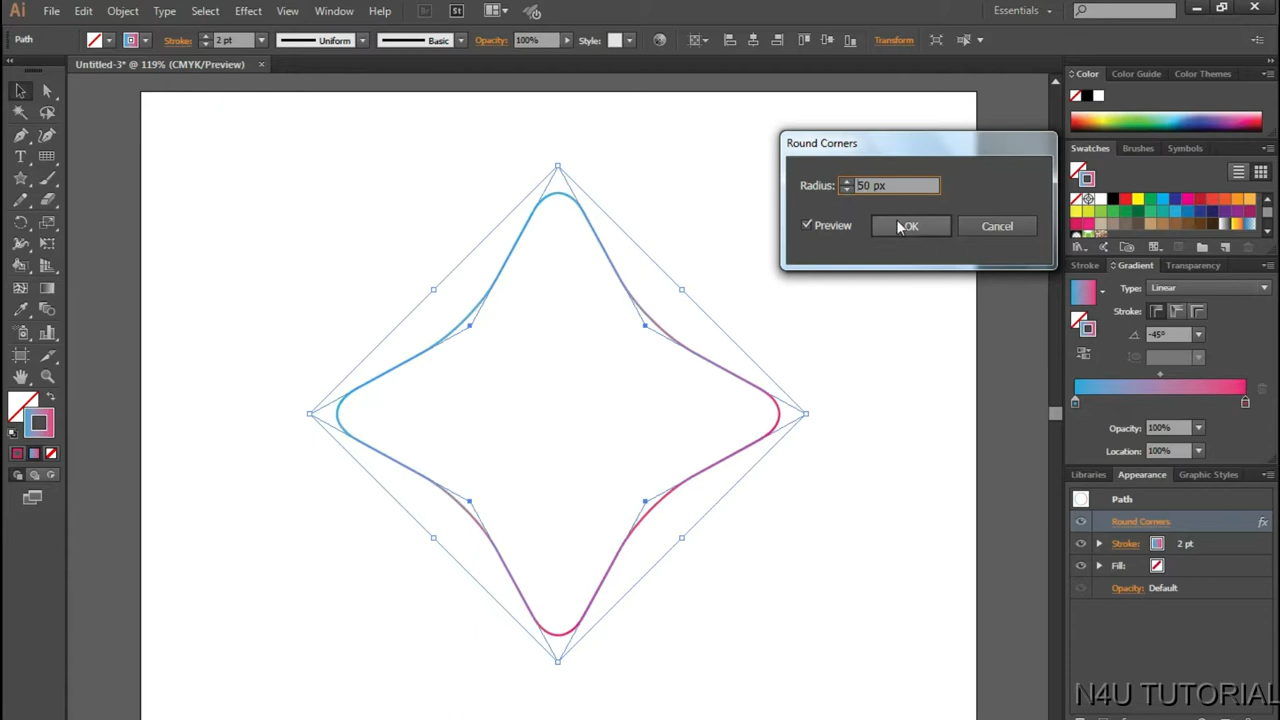 Ai File Edit Object Type Select Effect View Window Help Br St Essentials
Path Stroke: 2 pt Uniform Basic Opacity: 100% Style: Transform
Untitled-3* @ 119% (CMYK/Preview)
Color Color Guide Color Themes
Round Corners
Radius: 50 px
Preview OK Cancel
Swatches Brushes Symbols
Stroke Gradient Transparency
Type: Linear
Stroke:
-45°
Opacity: 100%
Location: 100%
Libraries Appearance Graphic Styles
Path
Round Corners fx
Stroke: 2 pt
Fill:
Opacity: Default
N4U TUTORIAL